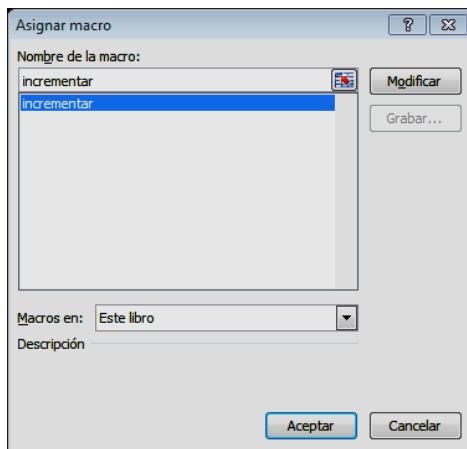 Asignar macro
Nombre de la macro:
incrementar
Modificar
incrementar
Grabar...
Macros en: Este libro
Descripción
Aceptar Cancelar